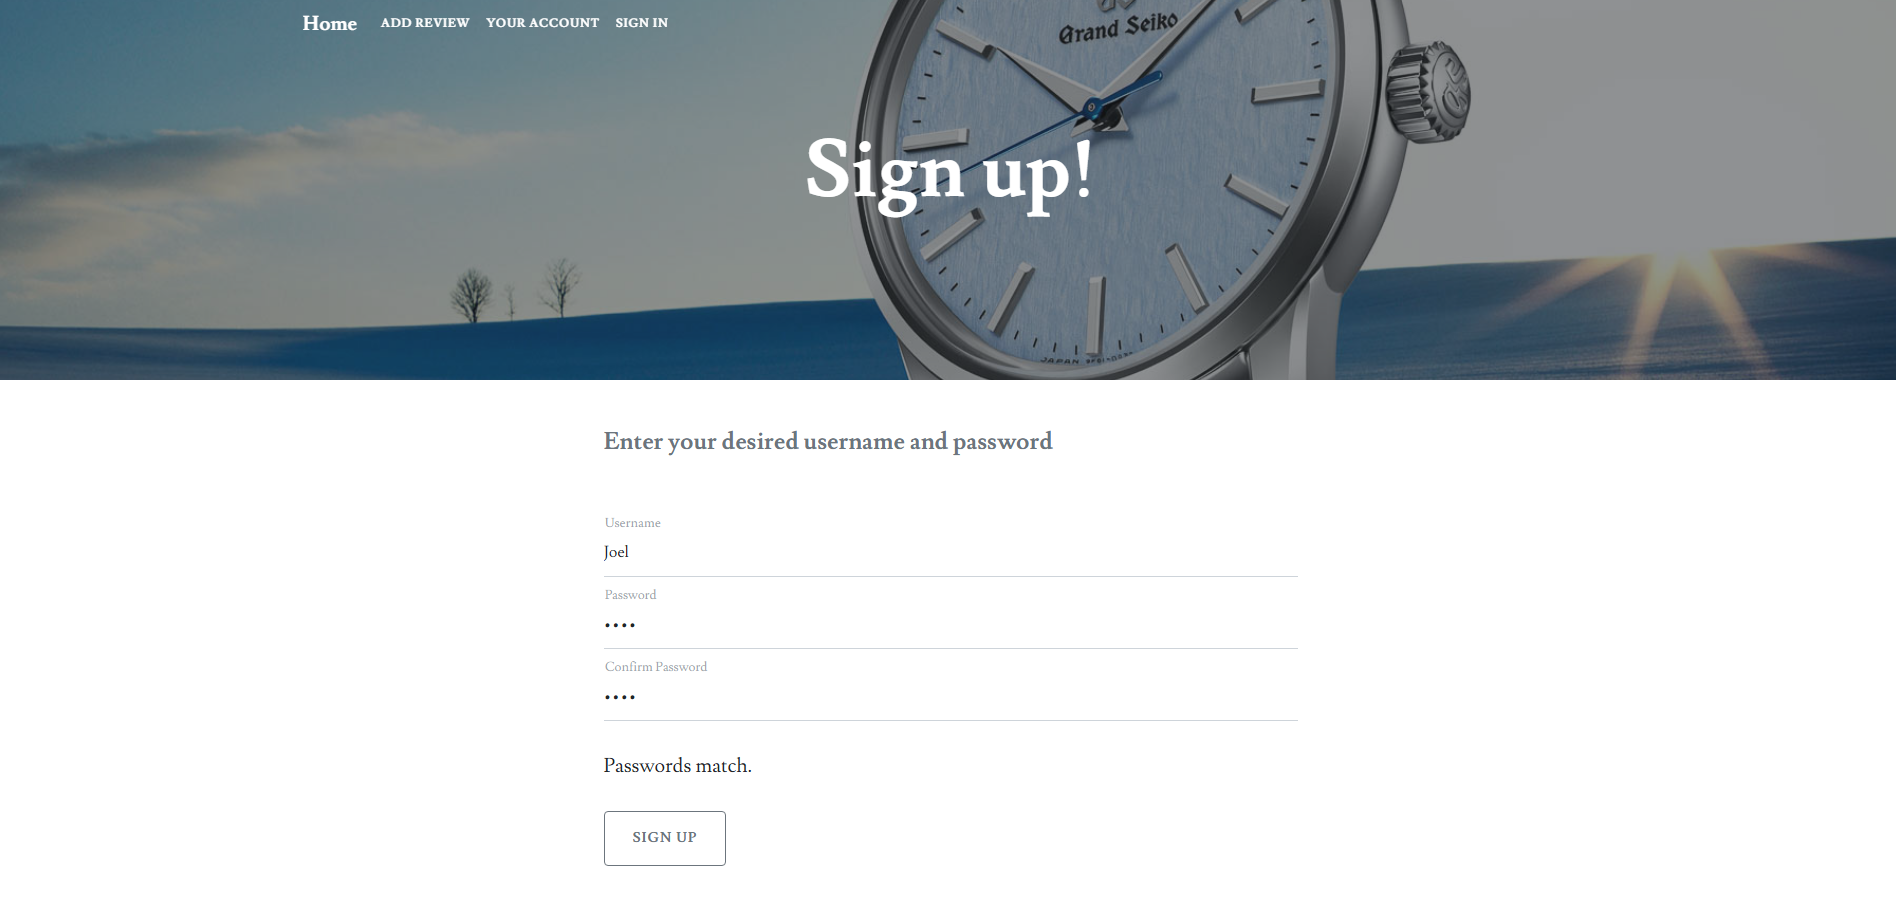 Home ADD REVIEW YOUR ACCOUNT SIGN IN
Grand Seiko
Sign up!
JAPAN
Enter your desired username and password
Username
Joel
Password
••••
Confirm Password
••••
Passwords match.
SIGN UP